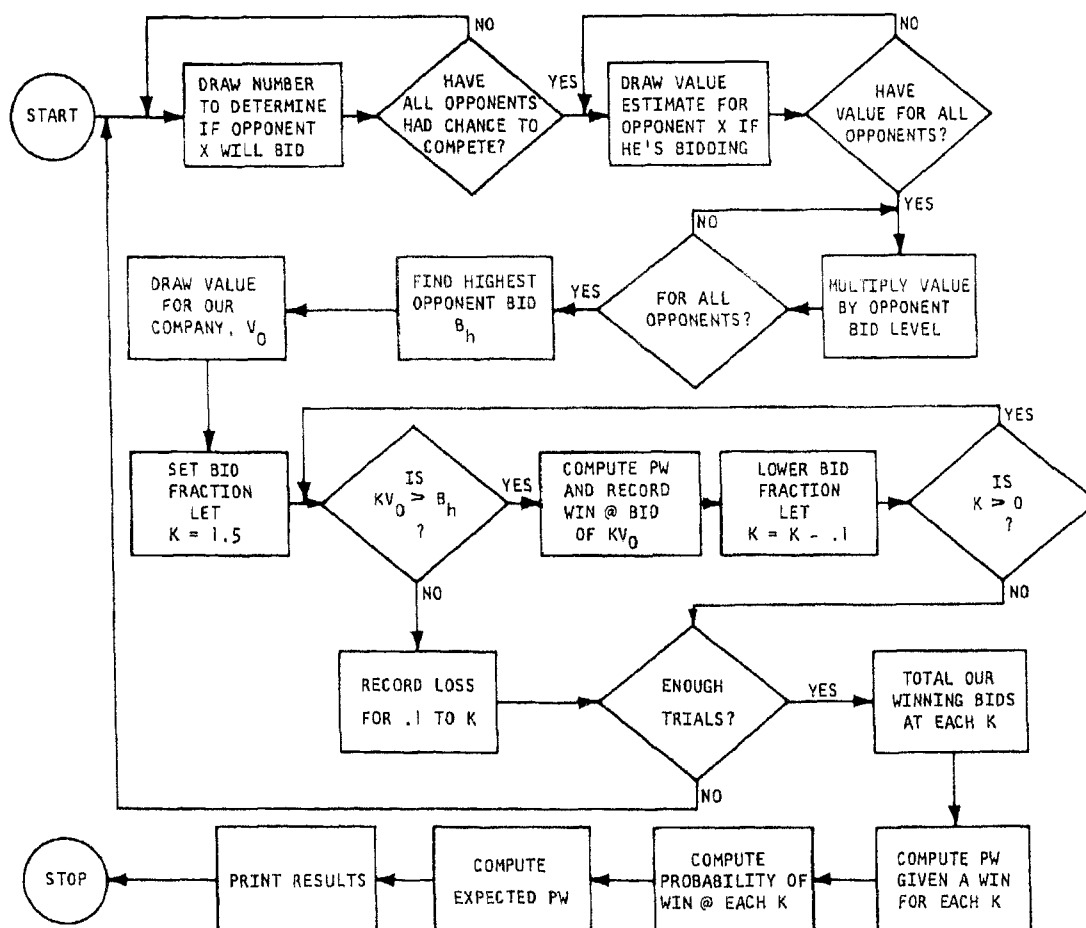 START
DRAW NUMBER
TO DETERMINE
IF OPPONENT
X WILL BID
NO
HAVE
ALL OPPONENTS
HAD CHANCE TO
COMPETE?
YES
DRAW VALUE
ESTIMATE FOR
OPPONENT X IF
HE'S BIDDING
NO
HAVE
VALUE FOR ALL
OPPONENTS?
YES
MULTIPLY VALUE
BY OPPONENT
BID LEVEL
NO
FOR ALL
OPPONENTS?
YES
FIND HIGHEST
OPPONENT BID
Bh
DRAW VALUE
FOR OUR
COMPANY, V0
SET BID
FRACTION
LET
K = 1.5
IS
KV0 > Bh
?
YES
COMPUTE PW
AND RECORD
WIN @ BID
OF KV0
LOWER BID
FRACTION
LET
K = K - .1
YES
IS
K > 0
?
NO
NO
RECORD LOSS
FOR .1 TO K
ENOUGH
TRIALS?
YES
NO
TOTAL OUR
WINNING BIDS
AT EACH K
COMPUTE PW
GIVEN A WIN
FOR EACH K
COMPUTE
PROBABILITY OF
WIN @ EACH K
COMPUTE
EXPECTED PW
PRINT RESULTS
STOP